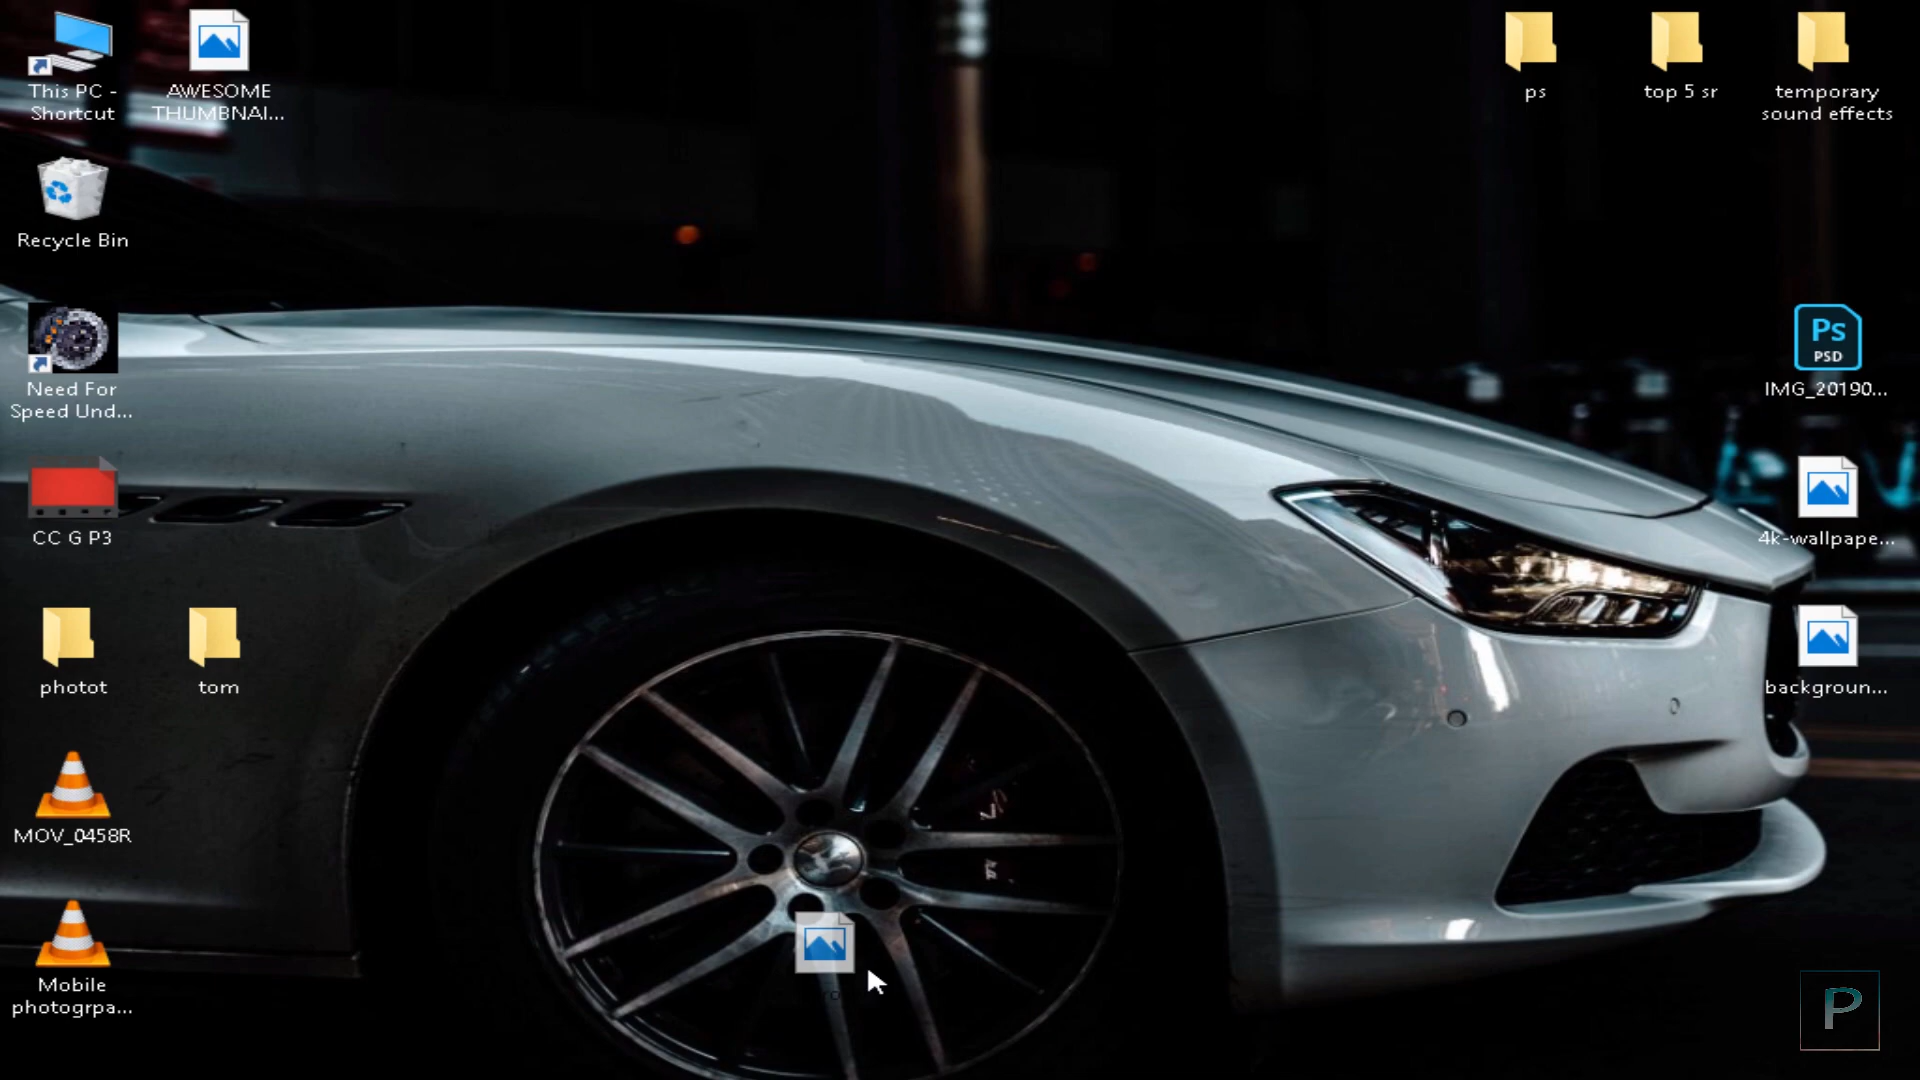 This PC -
Shortcut
AWESOME
THUMBNAI...
ps
top 5 sr
temporary
sound effects
Recycle Bin
Need For
Speed Und...
Ps
PSD
IMG_20190...
CC G P3
4k-wallpape...
photot
tom
backgroun...
MOV_0458R
Mobile
photogrpa...
P